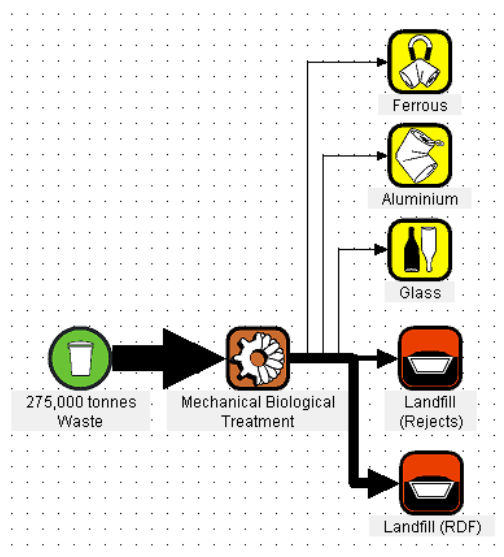 Ferrous
Aluminium
Glass
275,000 tonnes
Waste
Mechanical Biological
Treatment
Landfill
(Rejects)
Landfill (RDF)